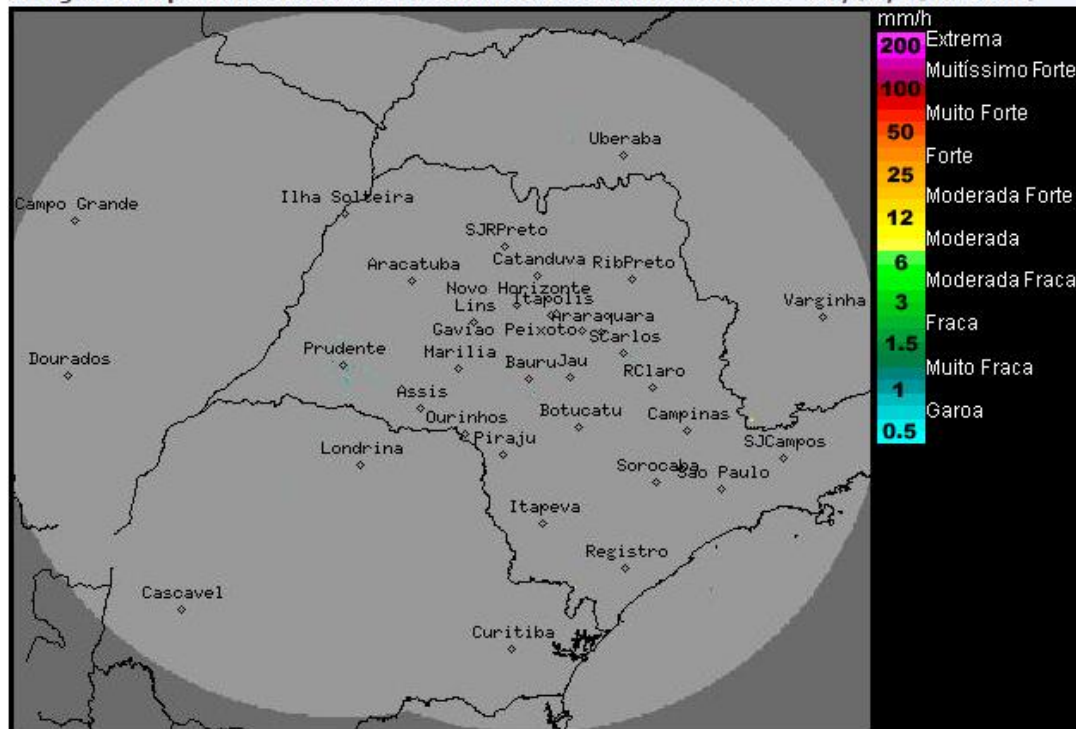 mm/h
200 Extrema
Muitíssimo Forte
100
Muito Forte
50
Forte
25
Moderada Forte
12
Moderada
6
Moderada Fraca
3
Fraca
1.5
Muito Fraca
1
Garoa
0.5
Uberaba
Campo Grande
Ilha Solteira
SJRPreto
Catanduva
Aracatuba
RibPreto
Novo Horizonte
Itapolis
Lins
Araraquara
Varginha
Gaviao Peixoto
SCarlos
Prudente
Marilia
Dourados
Bauru
Jau
RClaro
Assis
Ourinhos
Botucatu
Campinas
Piraju
Londrina
SJCampos
Sorocaba
Sao Paulo
Itapeva
Registro
Cascavel
Curitiba